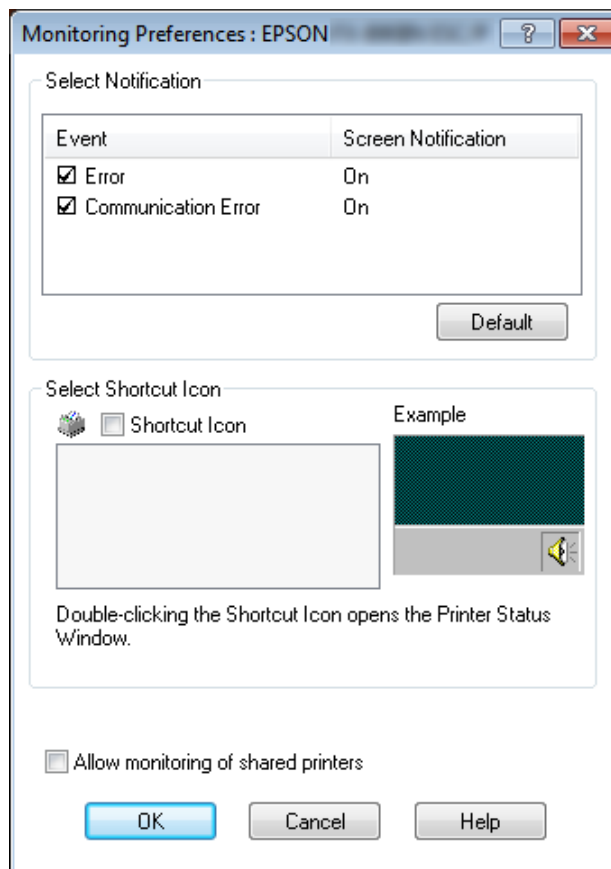 Monitoring Preferences : EPSON
Select Notification
Event Screen Notification
Error On
Communication Error On
Default
Select Shortcut Icon
Shortcut Icon
Example
Double-clicking the Shortcut Icon opens the Printer Status
Window.
Allow monitoring of shared printers
OK Cancel Help